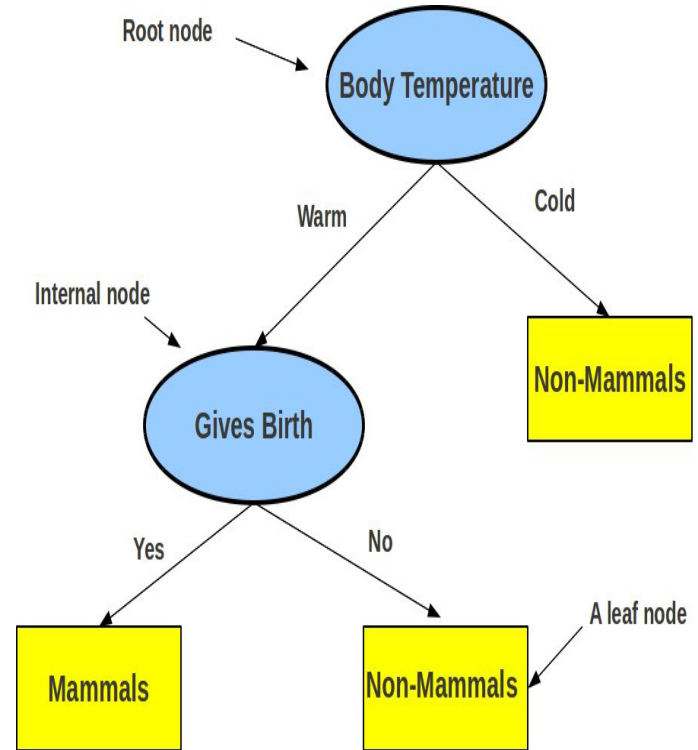 Root node
Body Temperature
Warm
Cold
Internal node
Non-Mammals
Gives Birth
Yes
No
A leaf node
Mammals
Non-Mammals